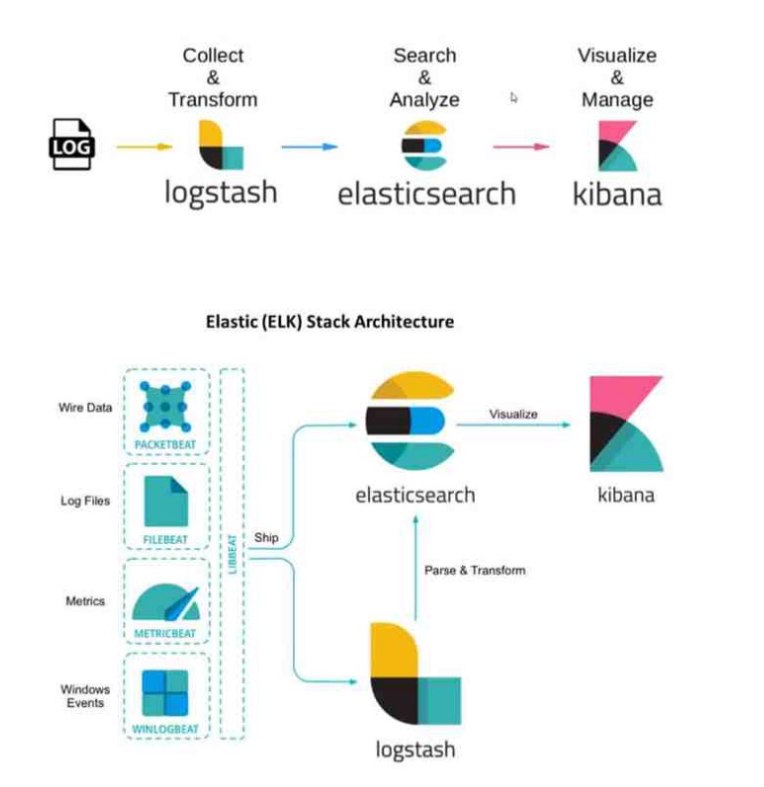 Collect
&
Transform
Search
&
Analyze
Visualize
&
Manage
LOG
logstash
elasticsearch
kibana
Elastic (ELK) Stack Architecture
Wire Data
PACKETBEAT
Log Files
FILEBEAT
Metrics
METRICBEAT
Windows
Events
WINLOGBEAT
LIBBEAT
Ship
elasticsearch
Visualize
kibana
Parse & Transform
logstash